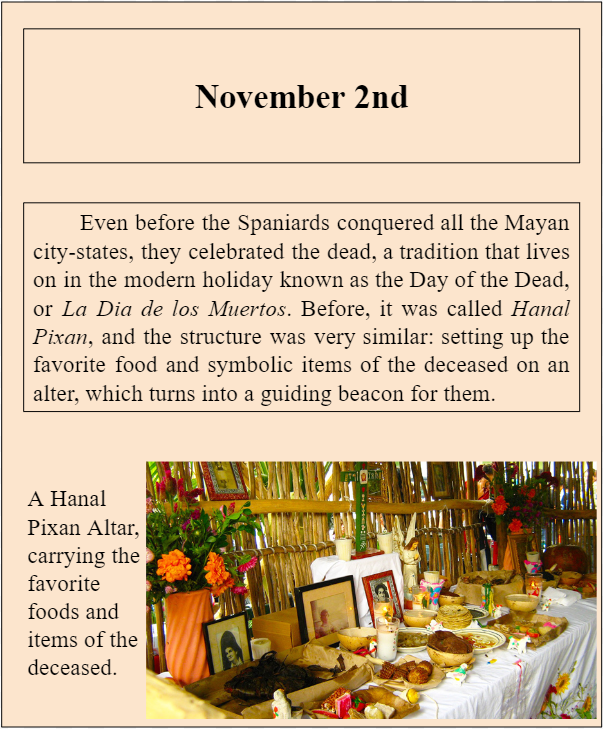 November 2nd
Even before the Spaniards conquered all the Mayan
city-states, they celebrated the dead, a tradition that lives
on in the modern holiday known as the Day of the Dead,
or La Dia de los Muertos. Before, it was called Hanal
Pixan, and the structure was very similar: setting up the
favorite food and symbolic items of the deceased on an
alter, which turns into a guiding beacon for them.
A Hanal
Pixan Altar,
carrying the
favorite
foods and
items of the
deceased.